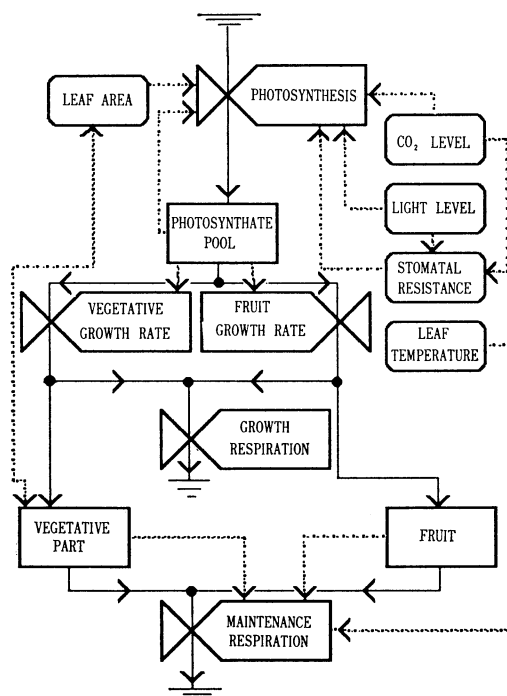 LEAF AREA
PHOTOSYNTHESIS
CO₂ LEVEL
LIGHT LEVEL
PHOTOSYNTHATE
POOL
STOMATAL
RESISTANCE
VEGETATIVE
GROWTH RATE
FRUIT
GROWTH RATE
LEAF
TEMPERATURE
GROWTH
RESPIRATION
VEGETATIVE
PART
FRUIT
MAINTENANCE
RESPIRATION